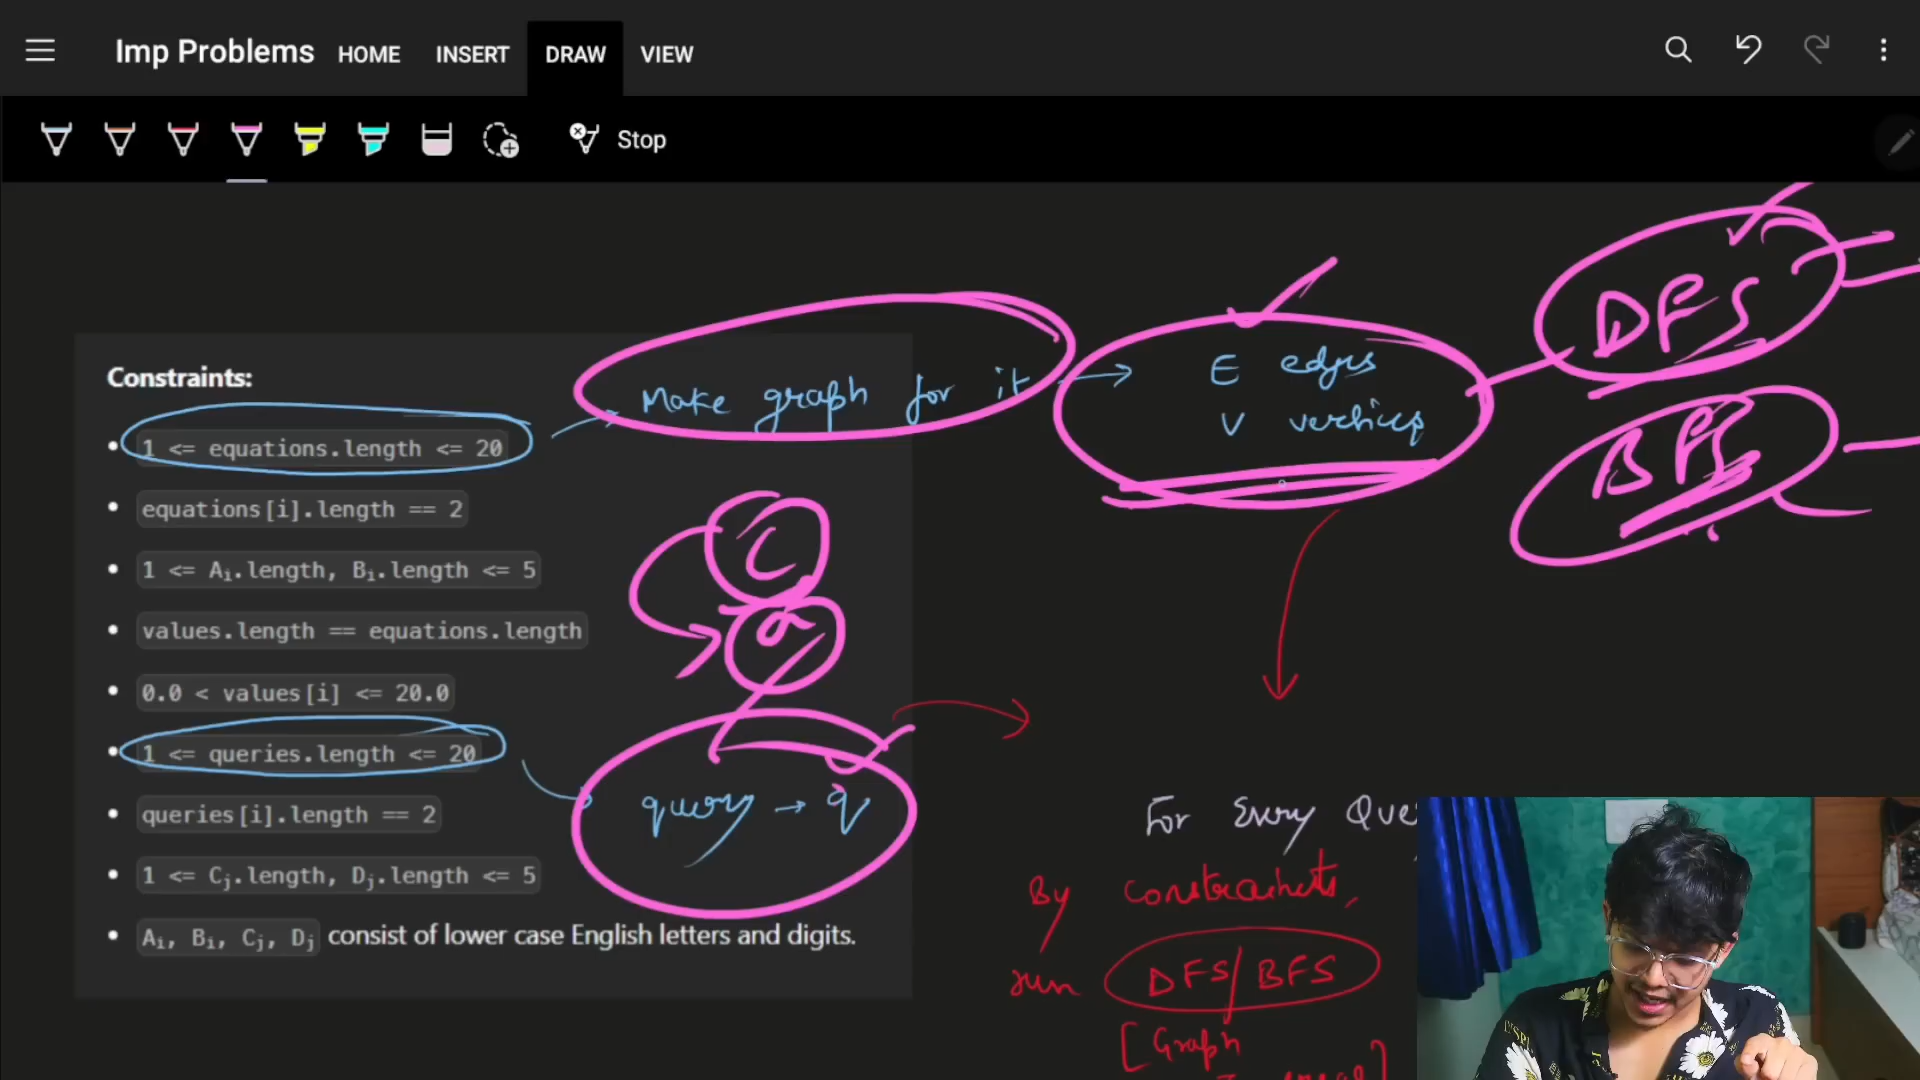 Imp Problems HOME INSERT DRAW VIEW
Stop
Constraints:
1 <= equations.length <= 20
equations[i].length == 2
1 <= Ai.length, Bi.length <= 5
values.length == equations.length
0.0 < values[i] <= 20.0
1 <= queries.length <= 20
queries[i].length == 2
1 <= Cj.length, Dj.length <= 5
Ai, Bi, Cj, Dj consist of lower case English letters and digits.
Make graph for it
E edges
V vertices
DFS
BFS
C
query → q
For Every Que
By constraints,
run DFS/BFS
[Graph